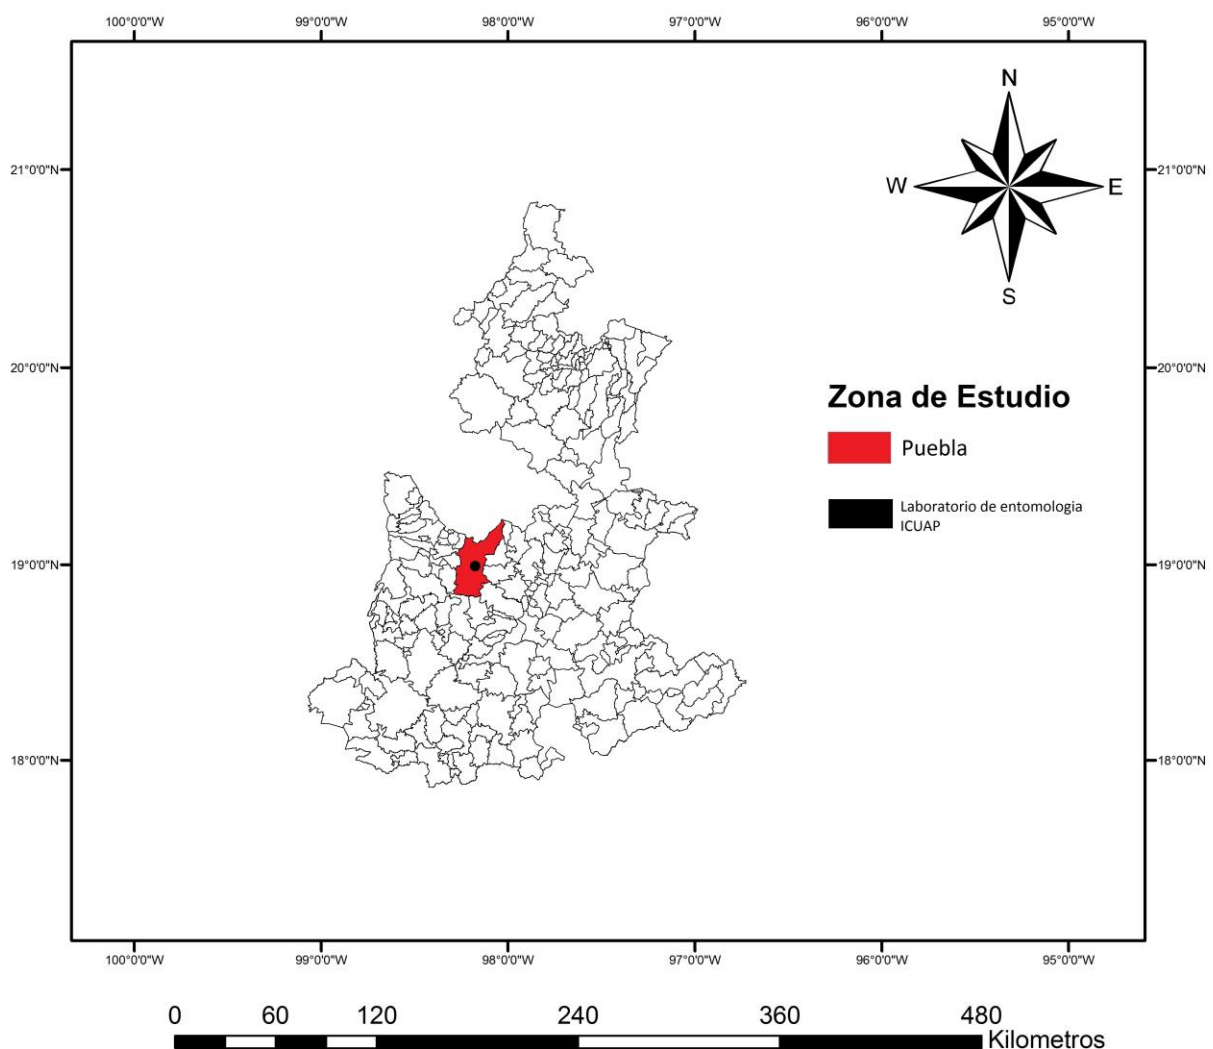 100°0'0"W 99°0'0"W 98°0'0"W 97°0'0"W 96°0'0"W 95°0'0"W
N
W E
S
21°0'0"N 21°0'0"N
20°0'0"N 20°0'0"N
Zona de Estudio
Puebla
Laboratorio de entomologia
ICUAP
19°0'0"N 19°0'0"N
18°0'0"N 18°0'0"N
100°0'0"W 99°0'0"W 98°0'0"W 97°0'0"W 96°0'0"W 95°0'0"W
0 60 120 240 360 480
Kilometros